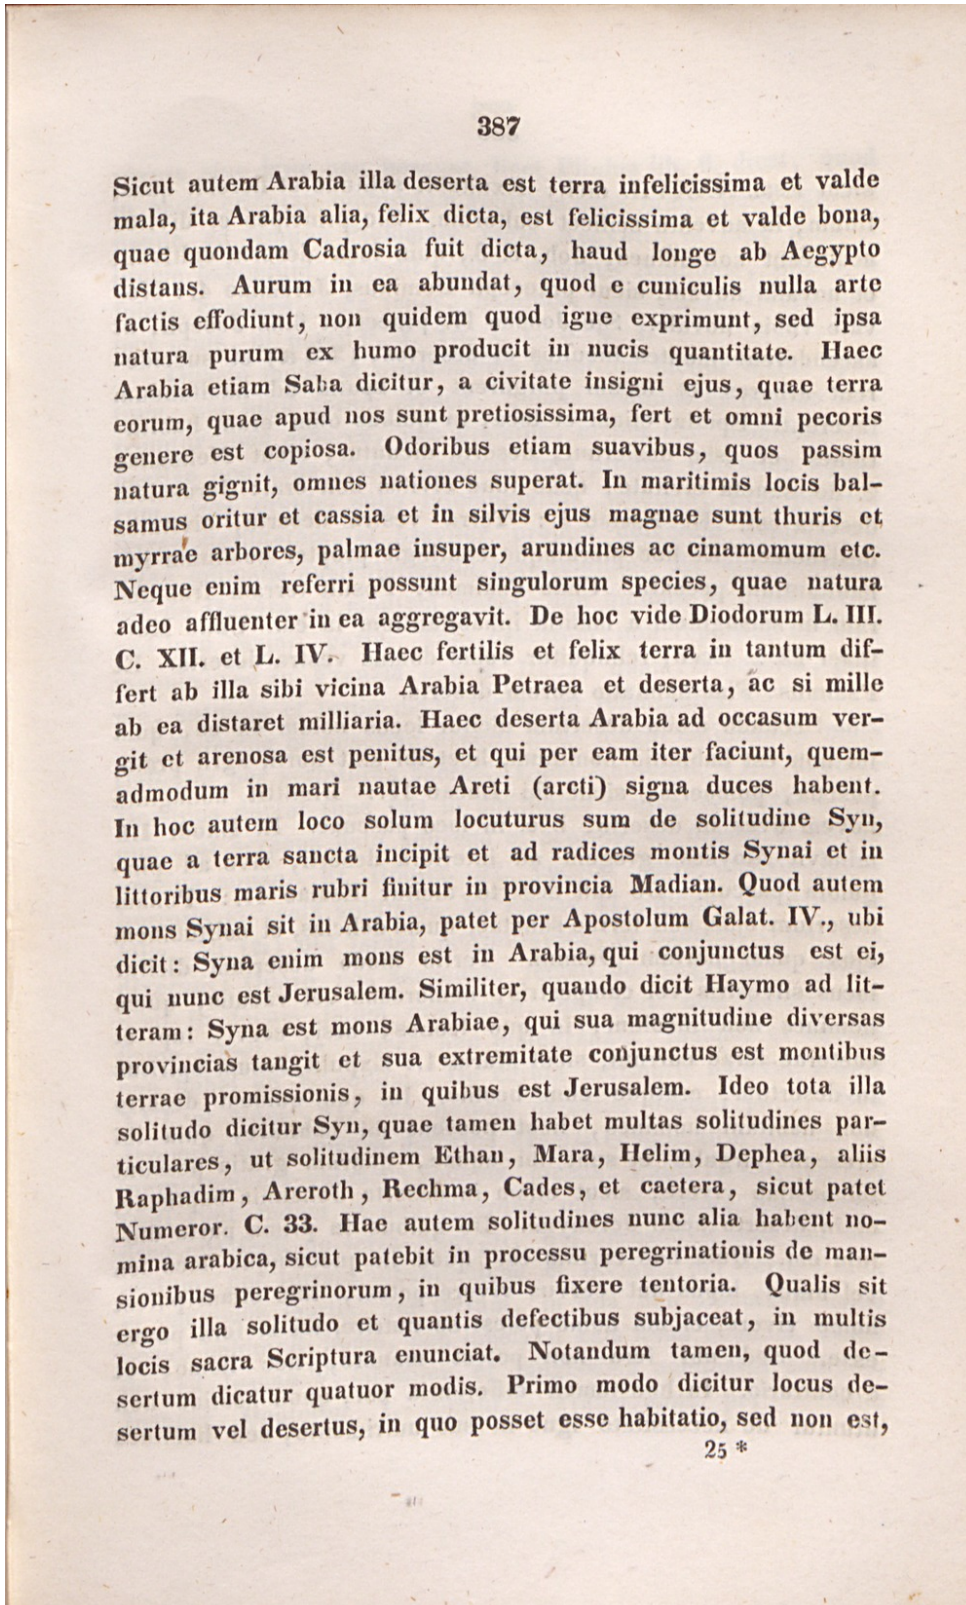 387
Sicut autem Arabia illa deserta est terra infelicissima et valde
mala, ita Arabia alia, felix dicta, est felicissima et valde bona,
quae quondam Cadrosia fuit dicta, haud longe ab Aegypto
distans. Aurum in ea abundat, quod e cuniculis nulla arte
factis effodiunt, non quidem quod igne exprimunt, sed ipsa
natura purum ex humo producit in nucis quantitate. Haec
Arabia etiam Saba dicitur, a civitate insigni ejus, quae terra
eorum, quae apud nos sunt pretiosissima, fert et omni pecoris
genere est copiosa. Odoribus etiam suavibus, quos passim
natura gignit, omnes nationes superat. In maritimis locis bal-
samus oritur et cassia et in silvis ejus magnae sunt thuris et
myrrae arbores, palmae insuper, arundines ac cinamomum etc.
Neque enim referri possunt singulorum species, quae natura
adeo affluenter in ea aggregavit. De hoc vide Diodorum L. III.
C. XII. et L. IV. Haec fertilis et felix terra in tantum dif-
fert ab illa sibi vicina Arabia Petraea et deserta, ac si mille
ab ea distaret milliaria. Haec deserta Arabia ad occasum ver-
git et arenosa est penitus, et qui per eam iter faciunt, quem-
admodum in mari nautae Areti (arcti) signa duces habent.
In hoc autem loco solum locuturus sum de solitudine Syn,
quae a terra sancta incipit et ad radices montis Synai et in
littoribus maris rubri finitur in provincia Madian. Quod autem
mons Synai sit in Arabia, patet per Apostolum Galat. IV., ubi
dicit: Syna enim mons est in Arabia, qui conjunctus est ei,
qui nunc est Jerusalem. Similiter, quando dicit Haymo ad lit-
teram: Syna est mons Arabiae, qui sua magnitudine diversas
provincias tangit et sua extremitate conjunctus est montibus
terrae promissionis, in quibus est Jerusalem. Ideo tota illa
solitudo dicitur Syn, quae tamen habet multas solitudines par-
ticulares, ut solitudinem Ethan, Mara, Helim, Dephea, aliis
Raphadim, Areroth, Rechma, Cades, et caetera, sicut patet
Numeror. C. 33. Hae autem solitudines nunc alia habent no-
mina arabica, sicut patebit in processu peregrinationis de man-
sionibus peregrinorum, in quibus fixere tentoria. Qualis sit
ergo illa solitudo et quantis defectibus subjaceat, in multis
locis sacra Scriptura enunciat. Notandum tamen, quod de-
sertum dicatur quatuor modis. Primo modo dicitur locus de-
sertum vel desertus, in quo posset esse habitatio, sed non est,
25 *